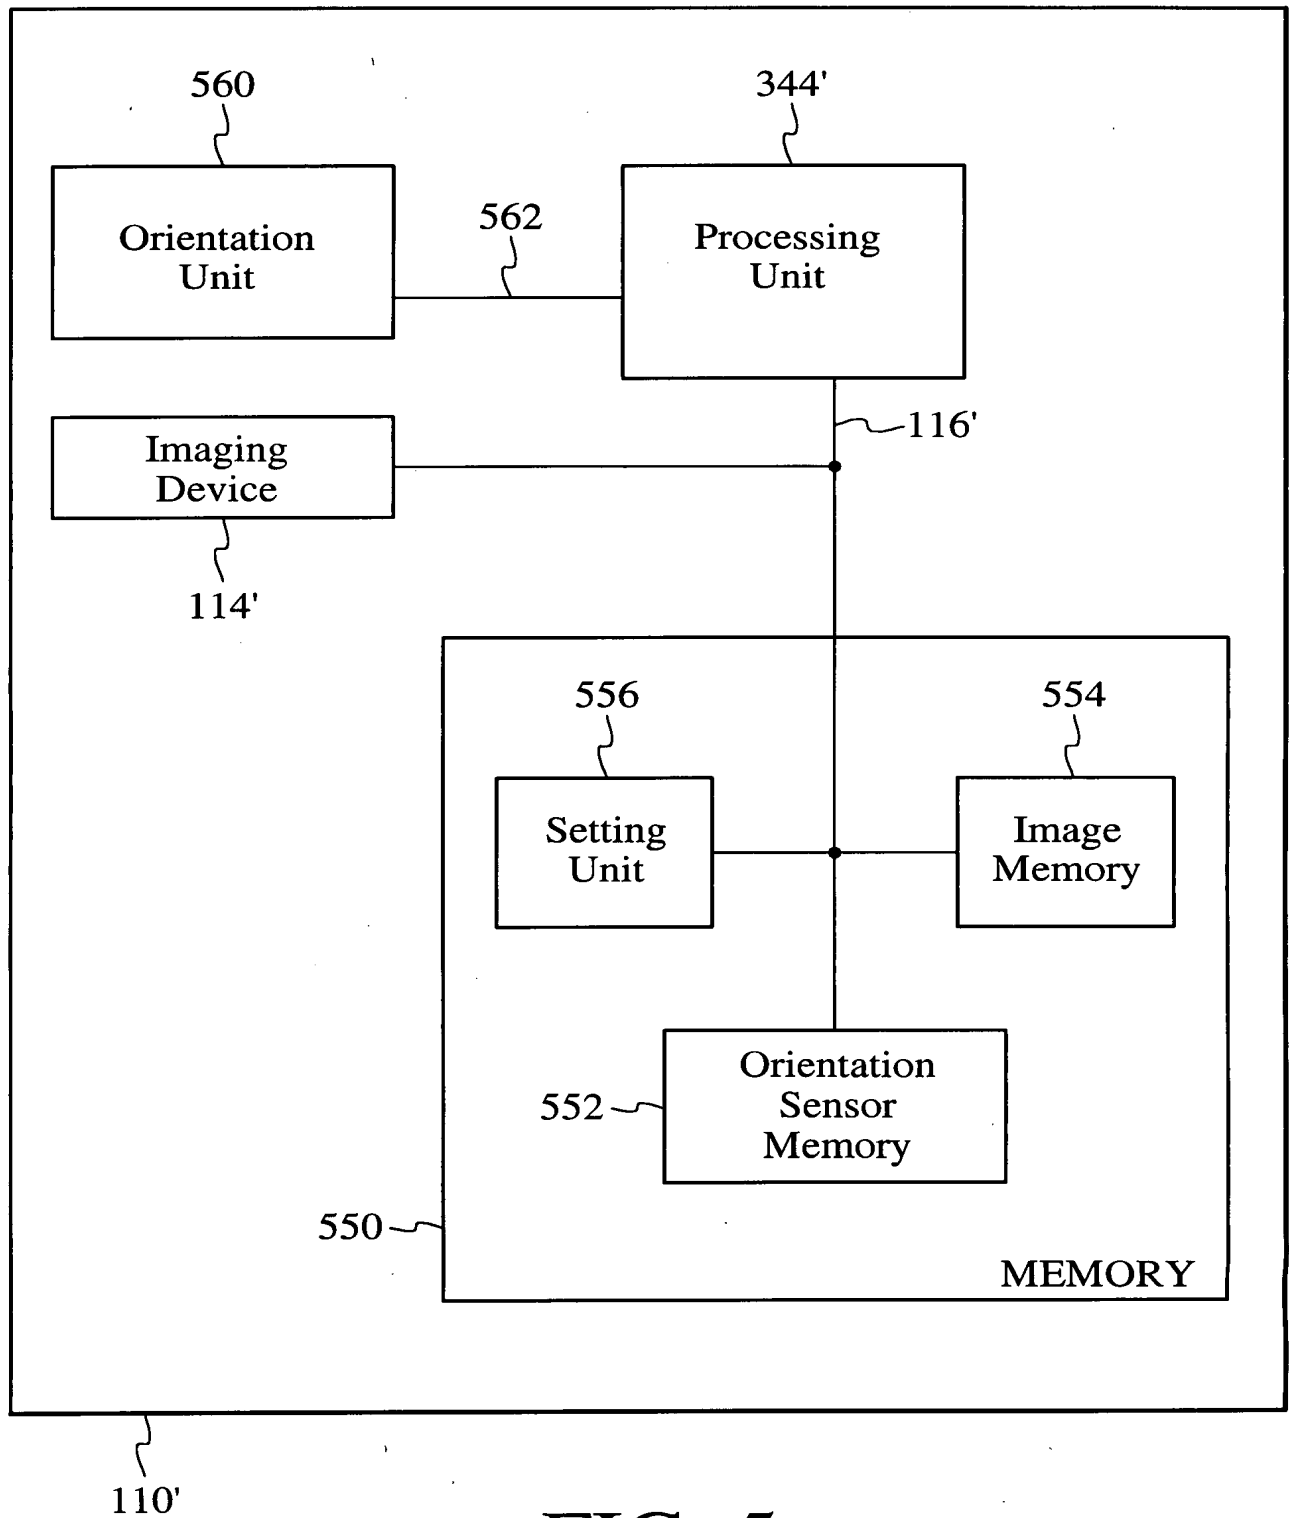 560
344'
Orientation
Unit
562
Processing
Unit
116'
Imaging
Device
114'
556
554
Setting
Unit
Image
Memory
552
Orientation
Sensor
Memory
550
MEMORY
110'